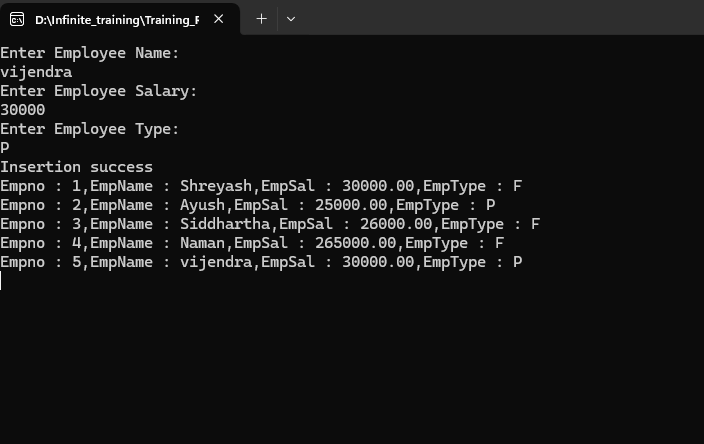 D:\Infinite_training\Training_F
Enter Employee Name:
vijendra
Enter Employee Salary:
30000
Enter Employee Type:
P
Insertion success
Empno : 1,EmpName : Shreyash,EmpSal : 30000.00,EmpType : F
Empno : 2,EmpName : Ayush,EmpSal : 25000.00,EmpType : P
Empno : 3,EmpName : Siddhartha,EmpSal : 26000.00,EmpType : F
Empno : 4,EmpName : Naman,EmpSal : 265000.00,EmpType : F
Empno : 5,EmpName : vijendra,EmpSal : 30000.00,EmpType : P